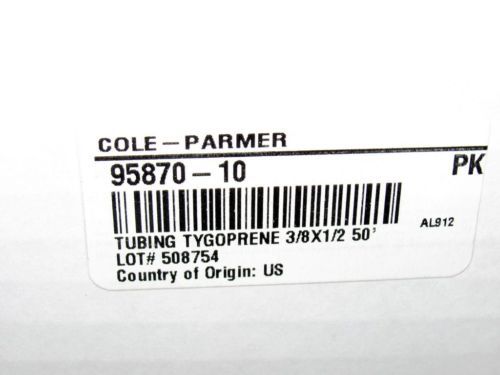 COLE-PARMER
95870-10 PK
AL912
TUBING TYGOPRENE 3/8X1/2 50'
LOT# 508754
Country of Origin: US